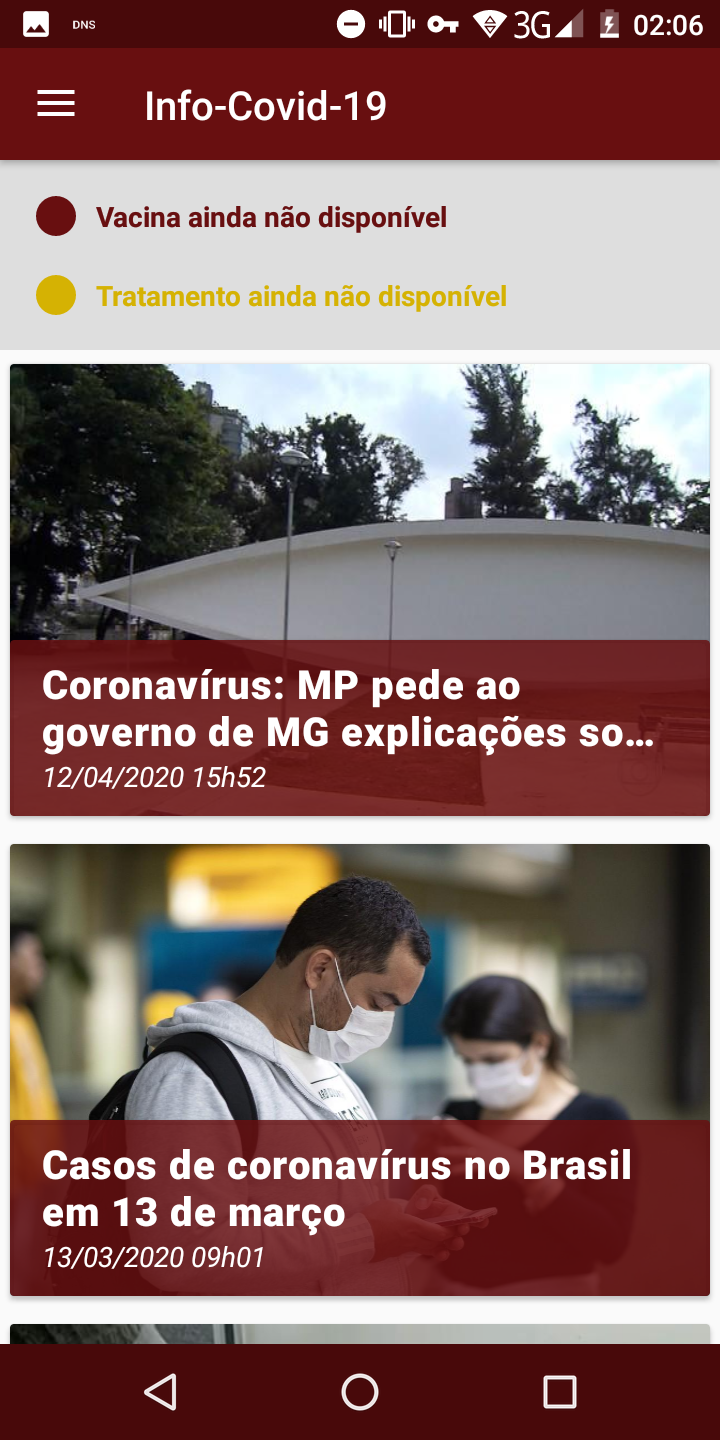 DNS
3G
02:06
Info-Covid-19
Vacina ainda não disponível
Tratamento ainda não disponível
Coronavírus: MP pede ao
governo de MG explicações so…
12/04/2020 15h52
Casos de coronavírus no Brasil
em 13 de março
13/03/2020 09h01